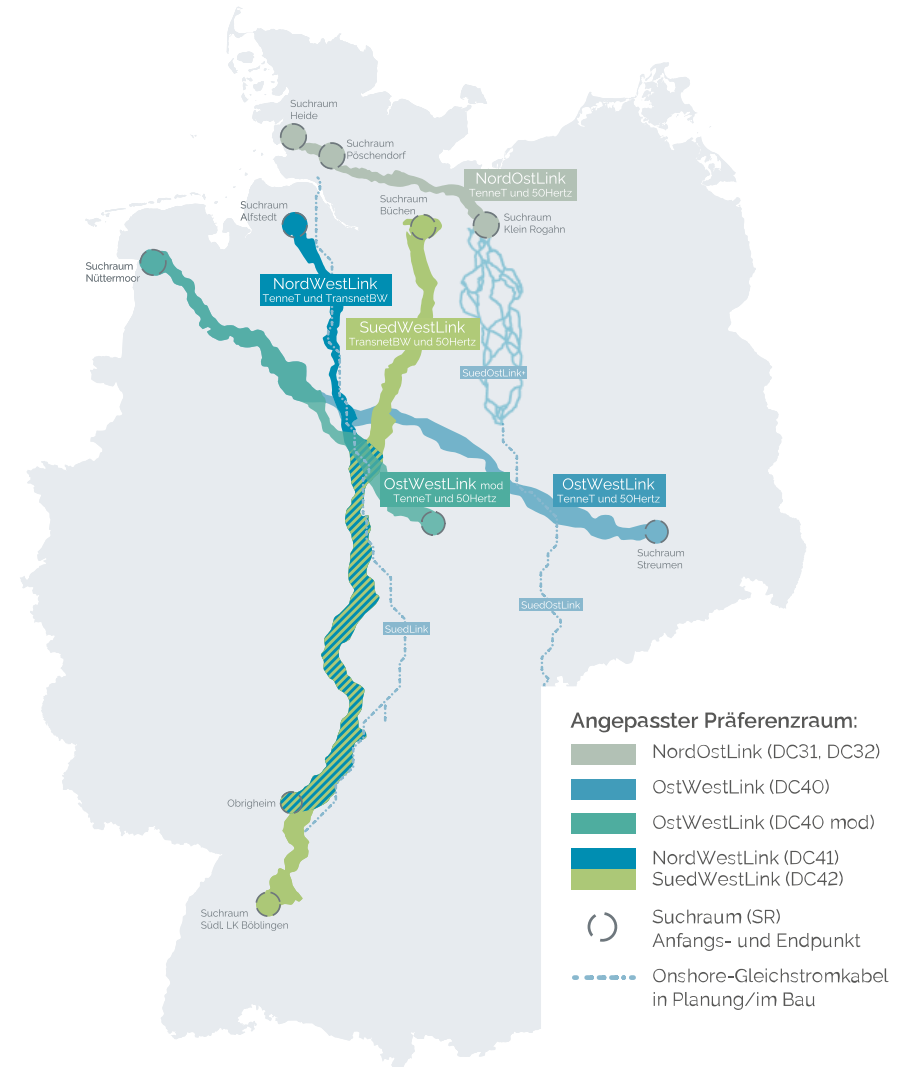 Suchraum
Heide
Suchraum
Pöschendorf
NordOstLink
TenneT und 50Hertz
Suchraum
Büchen
Suchraum
Alfstedt
Suchraum
Klein Rogahn
Suchraum
Nüttermoor
NordWestLink
TenneT und TransnetBW
SuedWestLink
TransnetBW und 50Hertz
SuedOstLink+
OstWestLink mod
TenneT und 50Hertz
OstWestLink
TenneT und 50Hertz
Suchraum
Streumen
SuedOstLink
SuedLink
Obrigheim
Suchraum
Südl. LK Böblingen
Angepasster Präferenzraum:
NordOstLink (DC31, DC32)
OstWestLink (DC40)
OstWestLink (DC40 mod)
NordWestLink (DC41)
SuedWestLink (DC42)
Suchraum (SR)
Anfangs- und Endpunkt
Onshore-Gleichstromkabel
in Planung/im Bau